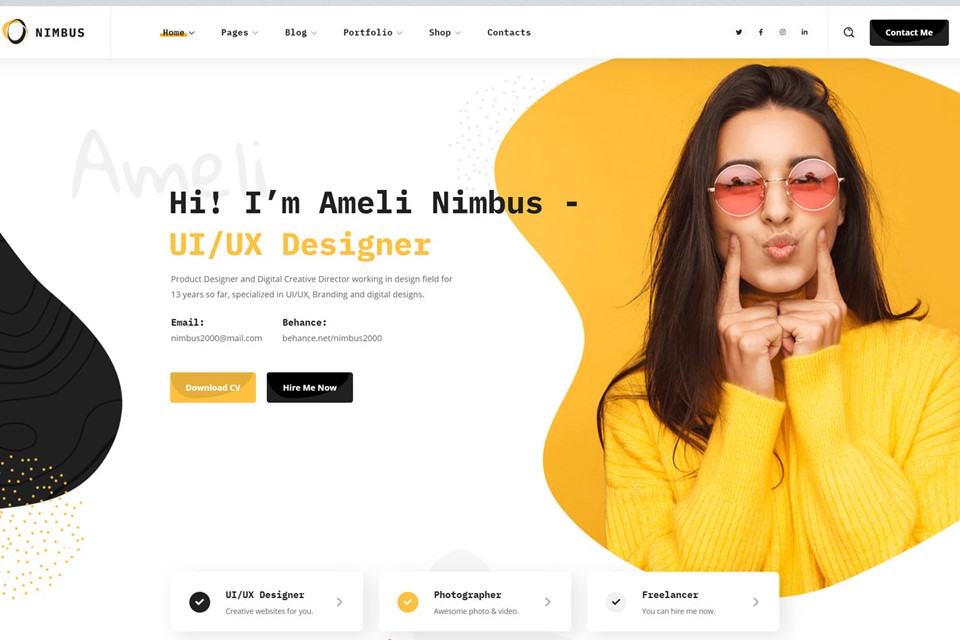 NIMBUS
Home Pages Blog Portfolio Shop Contacts
Contact Me
Ameli
Hi! I’m Ameli Nimbus -
UI/UX Designer
Product Designer and Digital Creative Director working in design field for
13 years so far, specialized in UI/UX, Branding and digital designs.
Email: Behance:
nimbus2000@mail.com behance.net/nimbus2000
Download CV Hire Me Now
UI/UX Designer
Creative websites for you.
Photographer
Awesome photo & video.
Freelancer
You can hire me now.